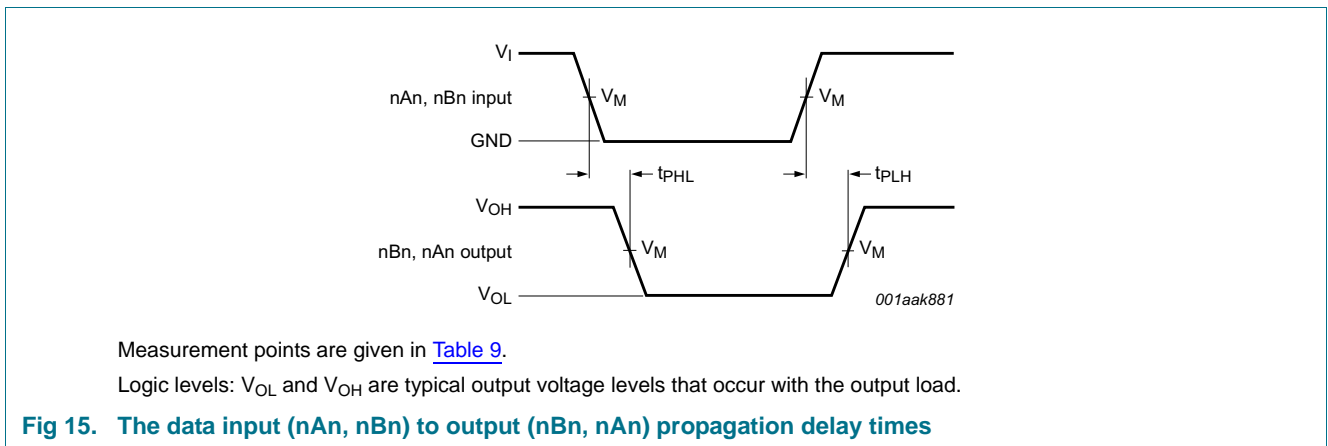 V_I
nAn, nBn input
V_M
V_M
GND
t_PHL
t_PLH
V_OH
nBn, nAn output
V_M
V_M
V_OL
001aak881
Measurement points are given in Table 9.
Logic levels: V_OL and V_OH are typical output voltage levels that occur with the output load.
Fig 15. The data input (nAn, nBn) to output (nBn, nAn) propagation delay times